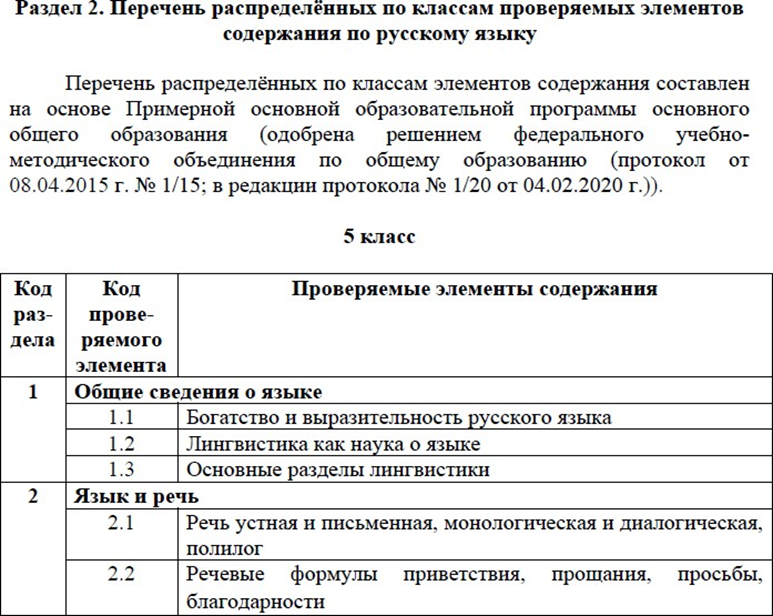 Раздел 2. Перечень распределённых по классам проверяемых элементов
содержания по русскому языку
Перечень распределённых по классам элементов содержания составлен
на основе Примерной основной образовательной программы основного
общего образования (одобрена решением федерального учебно-
методического объединения по общему образованию (протокол от
08.04.2015 г. № 1/15; в редакции протокола № 1/20 от 04.02.2020 г.)).
5 класс
Код
раз-
дела
Код
прове-
ряемого
элемента
Проверяемые элементы содержания
1 Общие сведения о языке
1.1 Богатство и выразительность русского языка
1.2 Лингвистика как наука о языке
1.3 Основные разделы лингвистики
2 Язык и речь
2.1 Речь устная и письменная, монологическая и диалогическая,
полилог
2.2 Речевые формулы приветствия, прощания, просьбы,
благодарности